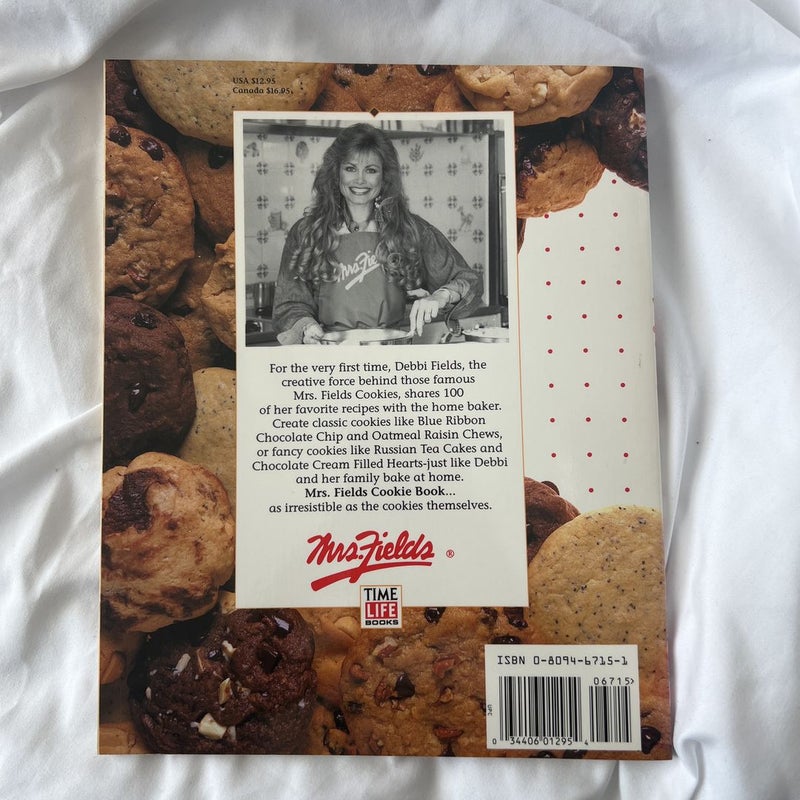 USA $12.95
Canada $16.95
Mrs. Fie
For the very first time, Debbi Fields, the
creative force behind those famous
Mrs. Fields Cookies, shares 100
of her favorite recipes with the home baker.
Create classic cookies like Blue Ribbon
Chocolate Chip and Oatmeal Raisin Chews,
or fancy cookies like Russian Tea Cakes and
Chocolate Cream Filled Hearts-just like Debbi
and her family bake at home.
Mrs. Fields Cookie Book...
as irresistible as the cookies themselves.
Mrs. Fields ®
TIME
LIFE
BOOKS
ISBN 0-8094-6715-1
06715>
UPC
0 34406 01295 4